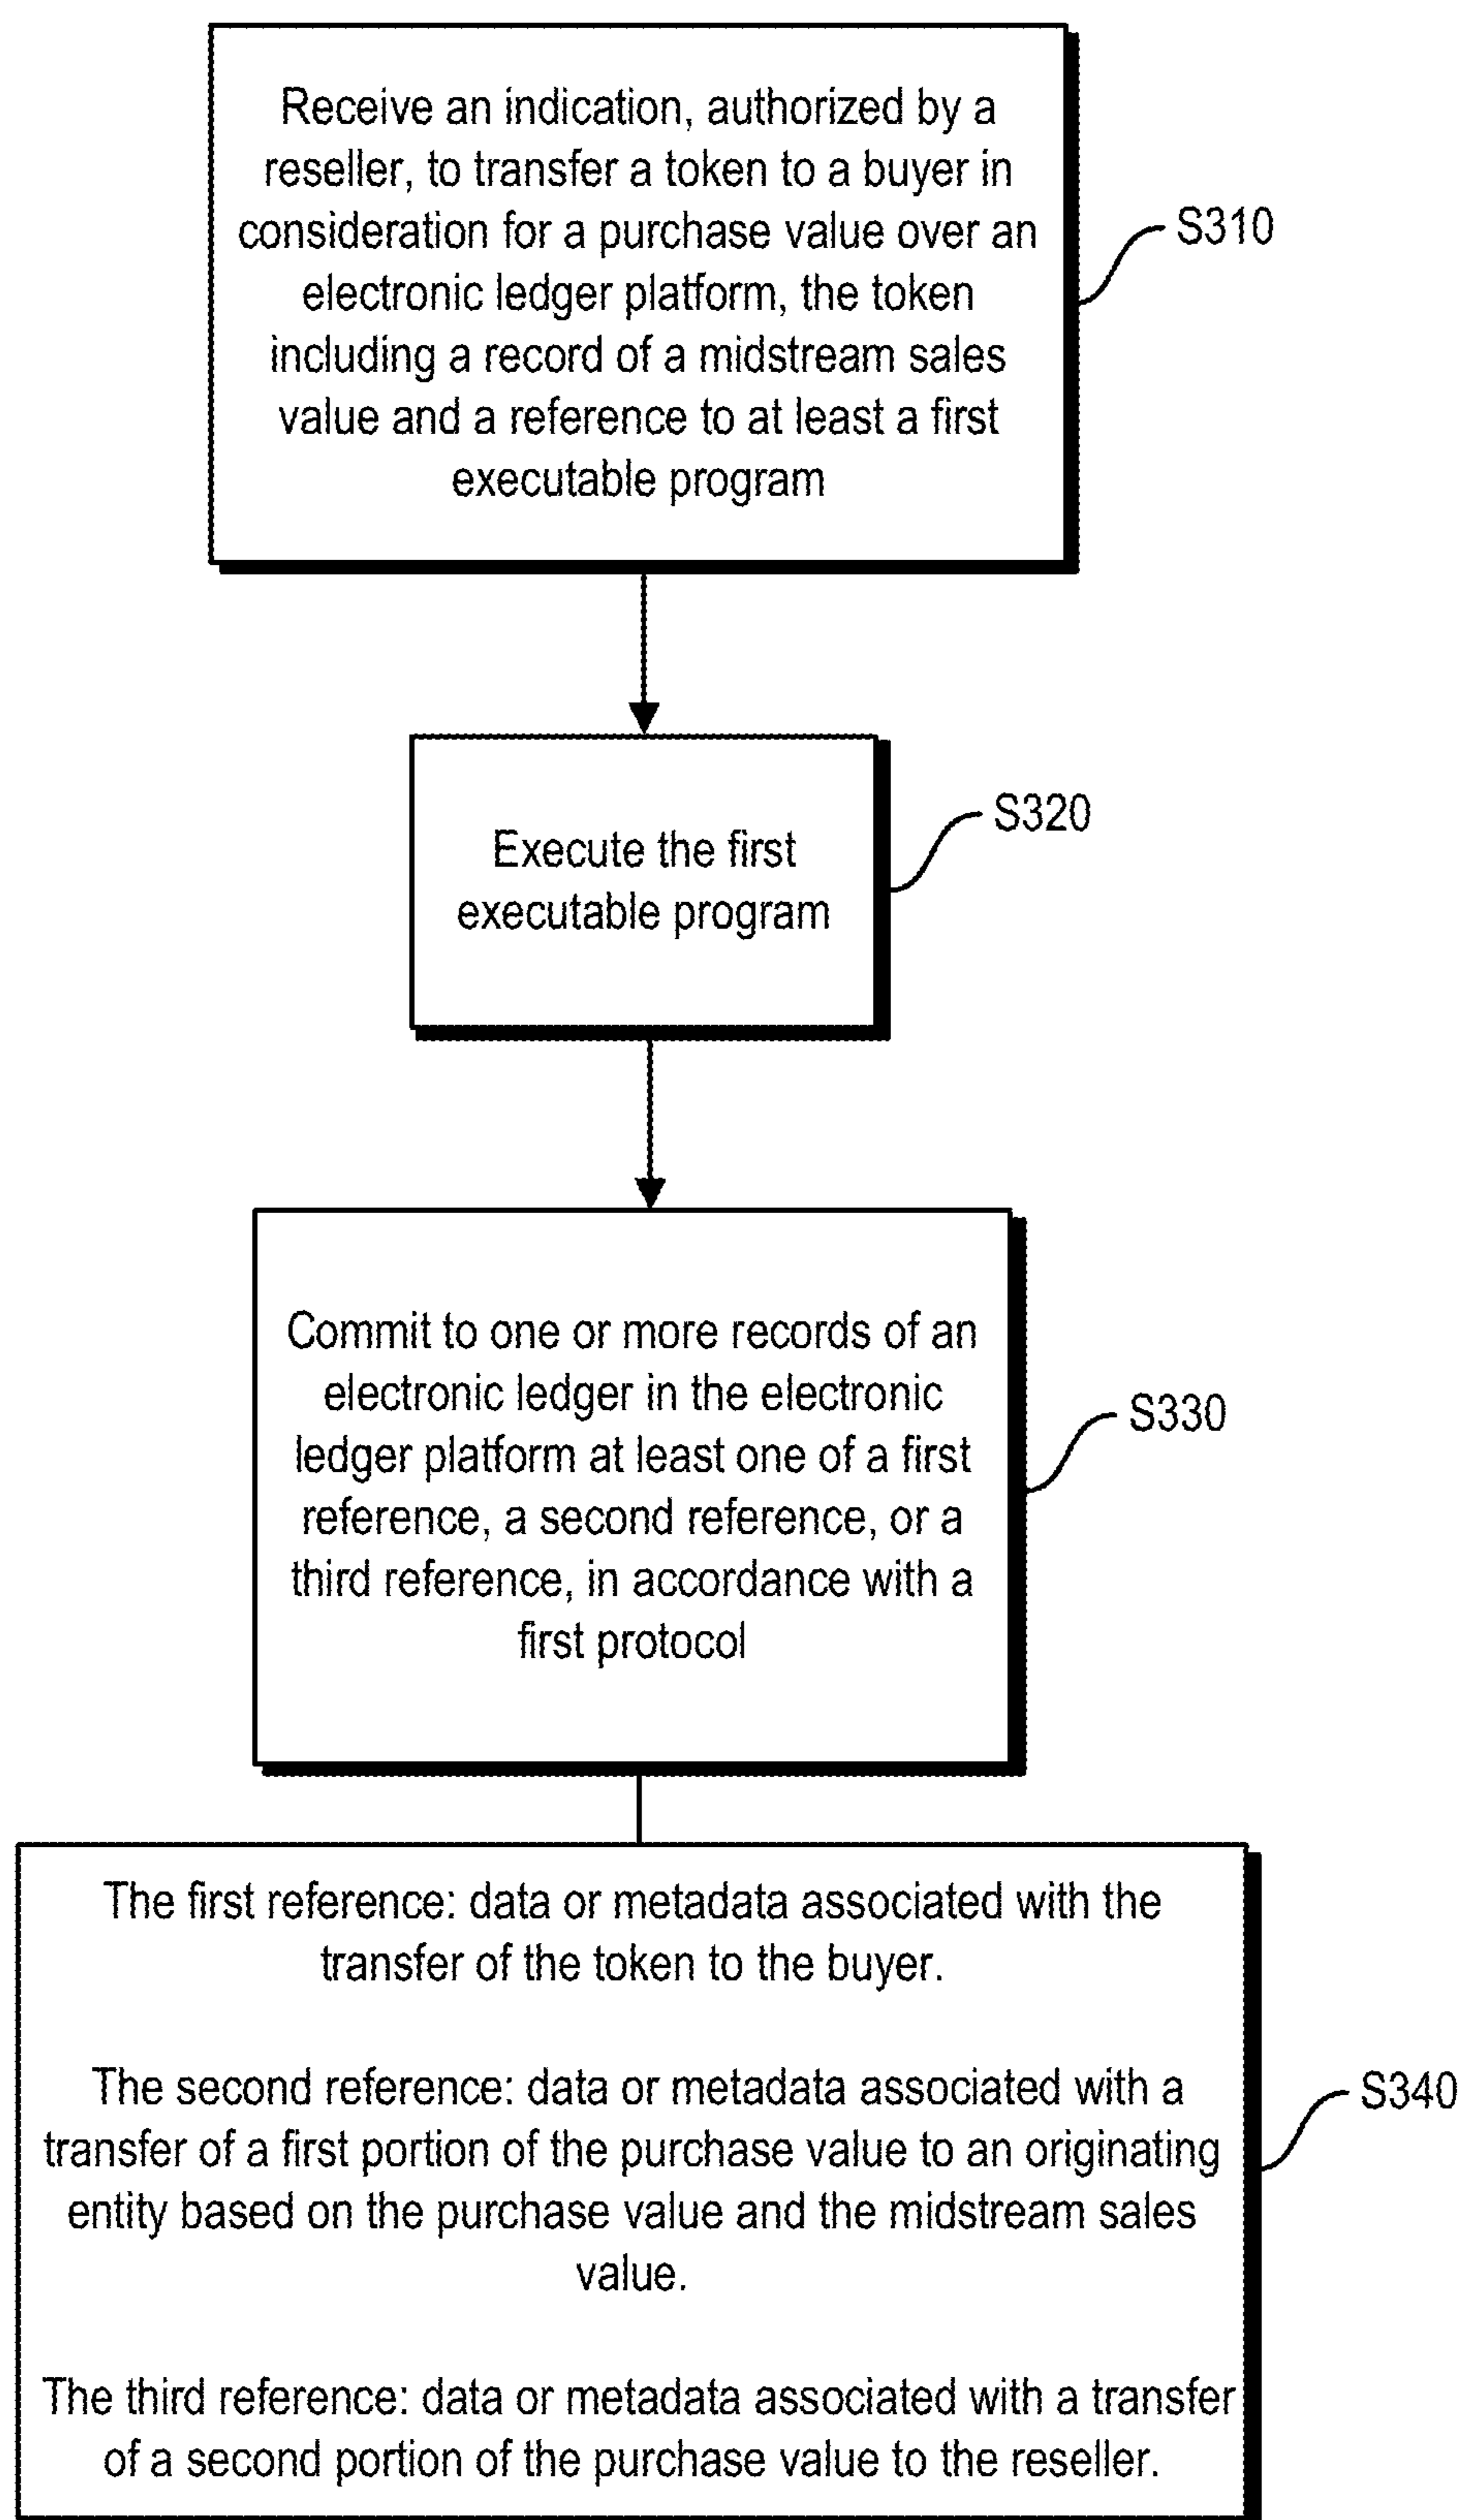 Receive an indication, authorized by a
reseller, to transfer a token to a buyer in
consideration for a purchase value over an
electronic ledger platform, the token
including a record of a midstream sales
value and a reference to at least a first
executable program
S310
Execute the first
executable program
S320
Commit to one or more records of an
electronic ledger in the electronic
ledger platform at least one of a first
reference, a second reference, or a
third reference, in accordance with a
first protocol
S330
The first reference: data or metadata associated with the
transfer of the token to the buyer.
The second reference: data or metadata associated with a
transfer of a first portion of the purchase value to an originating
entity based on the purchase value and the midstream sales
value.
The third reference: data or metadata associated with a transfer
of a second portion of the purchase value to the reseller.
S340